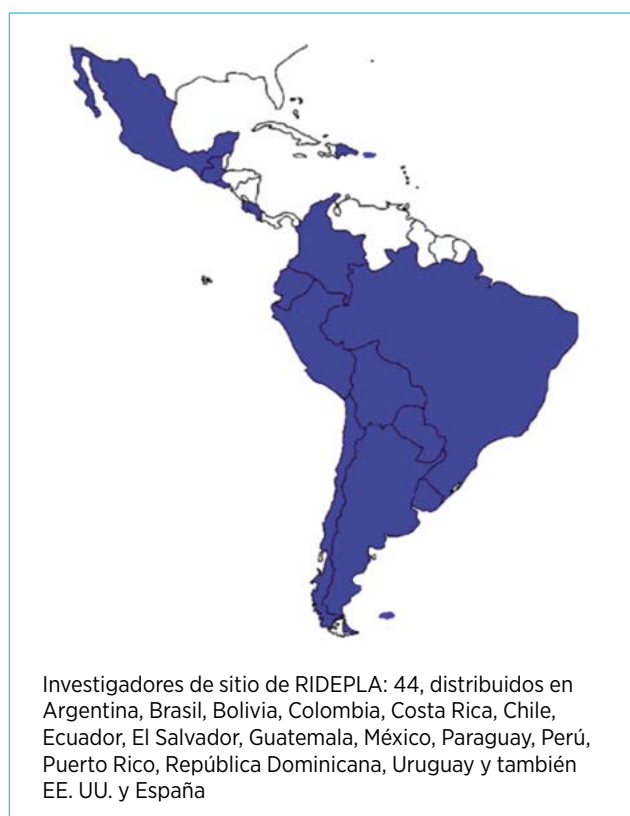 Investigadores de sitio de RIDEPLA: 44, distribuidos en
Argentina, Brasil, Bolivia, Colombia, Costa Rica, Chile,
Ecuador, El Salvador, Guatemala, México, Paraguay, Perú,
Puerto Rico, República Dominicana, Uruguay y también
EE. UU. y España